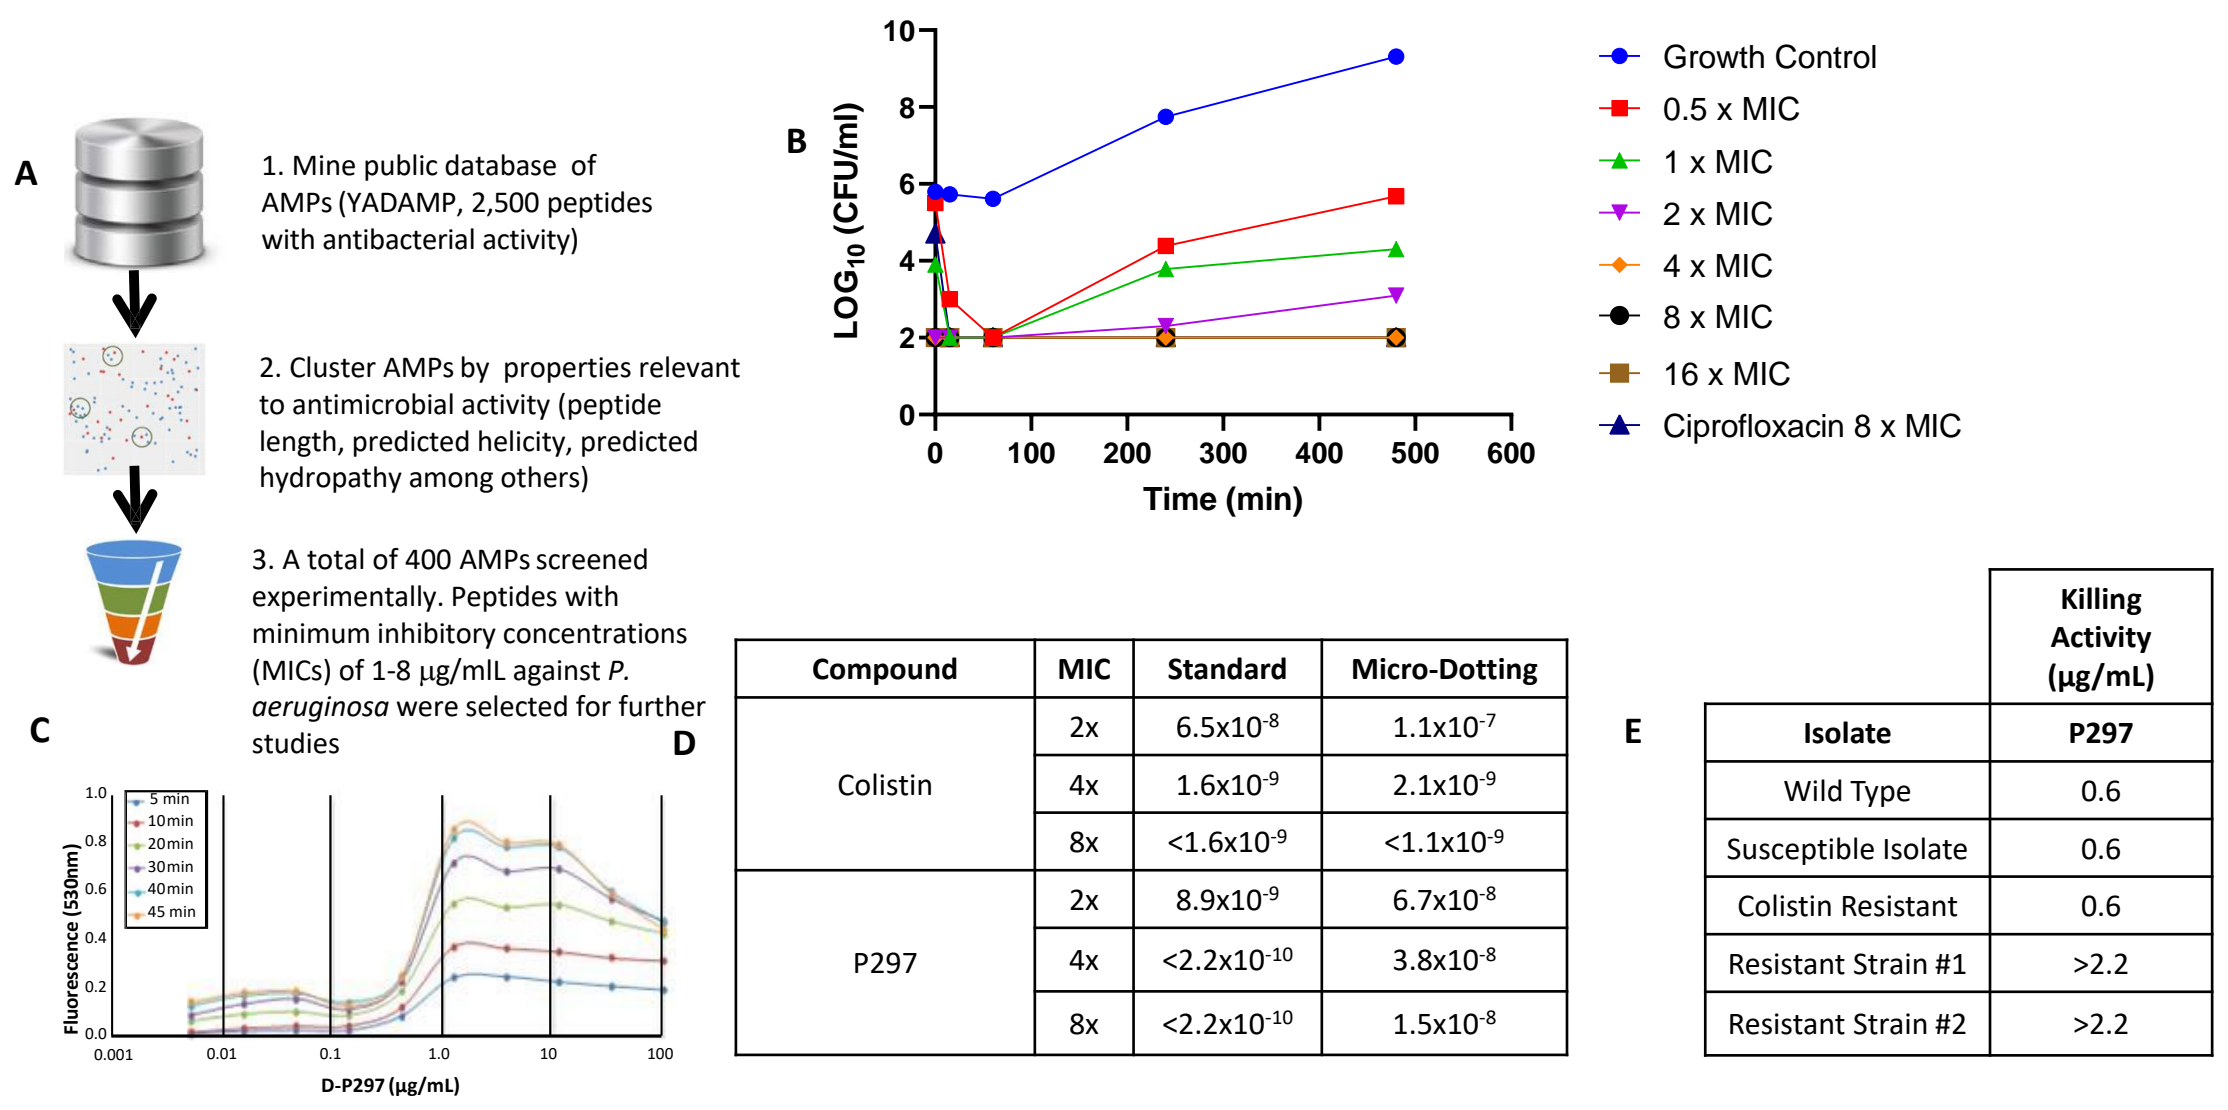 A
1. Mine public database of
AMPs (YADAMP, 2,500 peptides
with antibacterial activity)
2. Cluster AMPs by properties relevant
to antimicrobial activity (peptide
length, predicted helicity, predicted
hydropathy among others)
3. A total of 400 AMPs screened
experimentally. Peptides with
minimum inhibitory concentrations
(MICs) of 1-8 μg/mlL against P.
aeruginosa were selected for further
studies
B
LOG10 (CFU/ml)
10
8
6
4
2
0
0 100 200 300 400 500 600
Time (min)
Growth Control
0.5 x MIC
1 x MIC
2 x MIC
4 x MIC
8 x MIC
16 x MIC
Ciprofloxacin 8 x MIC
C
Fluorescence (530nm)
1.0
0.8
0.6
0.4
0.2
0.0
5 min
10min
20min
30min
40min
45 min
0.001 0.01 0.1 1.0 10 100
D-P297 (μg/mL)
D
Compound MIC Standard Micro-Dotting
Colistin
2x 6.5x10-8 1.1x10-7
4x 1.6x10-9 2.1x10-9
8x <1.6x10-9 <1.1x10-9
P297
2x 8.9x10-9 6.7x10-8
4x <2.2x10-10 3.8x10-8
8x <2.2x10-10 1.5x10-8
E
Killing
Activity
(μg/mL)
Isolate P297
Wild Type 0.6
Susceptible Isolate 0.6
Colistin Resistant 0.6
Resistant Strain #1 >2.2
Resistant Strain #2 >2.2